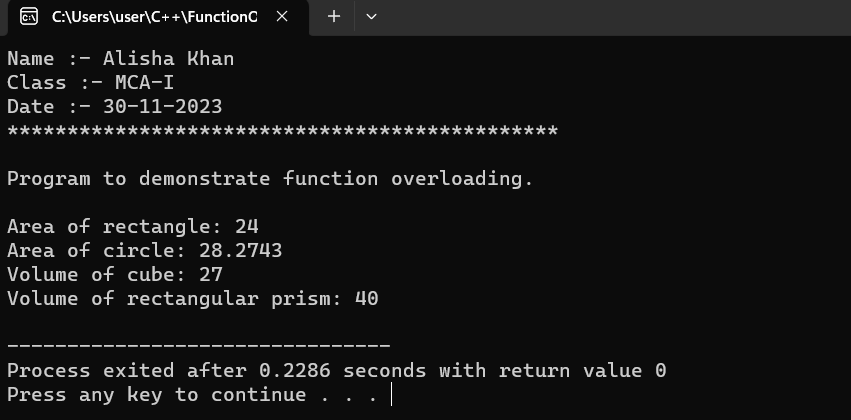 C:\Users\user\C++\FunctionO
Name :- Alisha Khan
Class :- MCA-I
Date :- 30-11-2023
**********************************************
Program to demonstrate function overloading.
Area of rectangle: 24
Area of circle: 28.2743
Volume of cube: 27
Volume of rectangular prism: 40
--------------------------------
Process exited after 0.2286 seconds with return value 0
Press any key to continue . . .